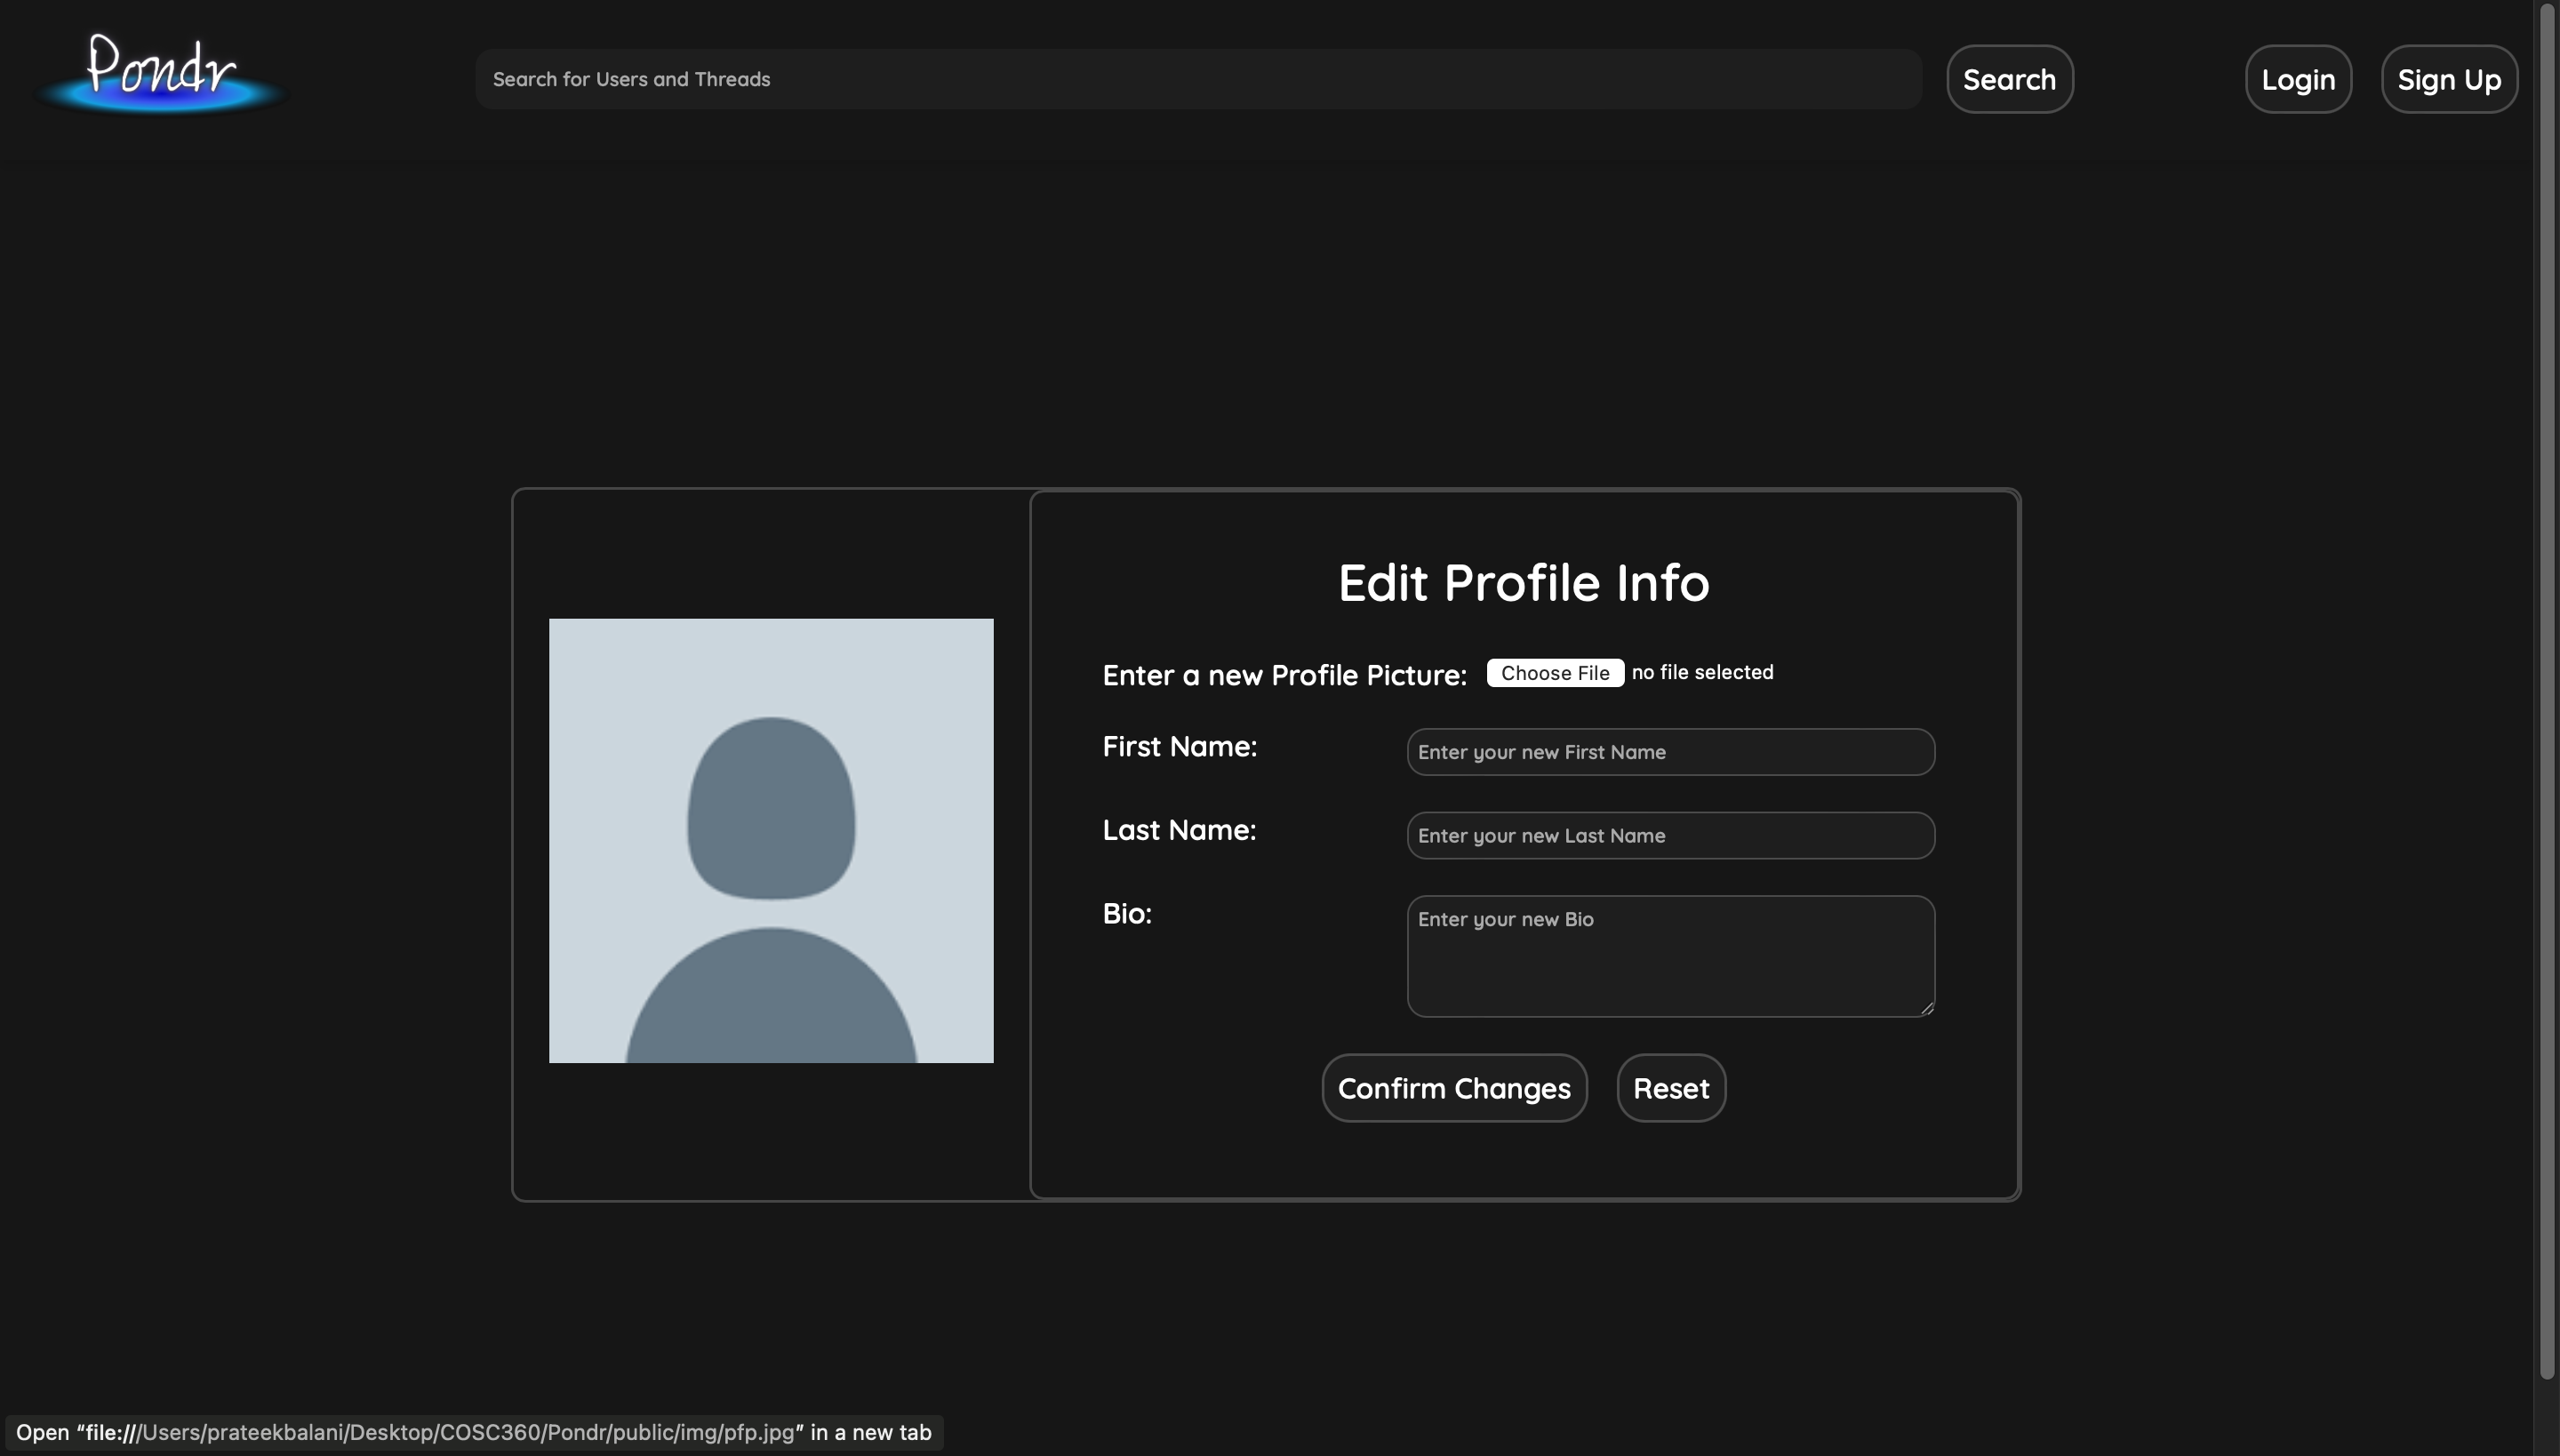 Pondr
Search for Users and Threads
Search
Login
Sign Up
Edit Profile Info
Enter a new Profile Picture: Choose File no file selected
First Name: Enter your new First Name
Last Name: Enter your new Last Name
Bio: Enter your new Bio
Confirm Changes
Reset
Open “file:///Users/prateekbalani/Desktop/COSC360/Pondr/public/img/pfp.jpg” in a new tab